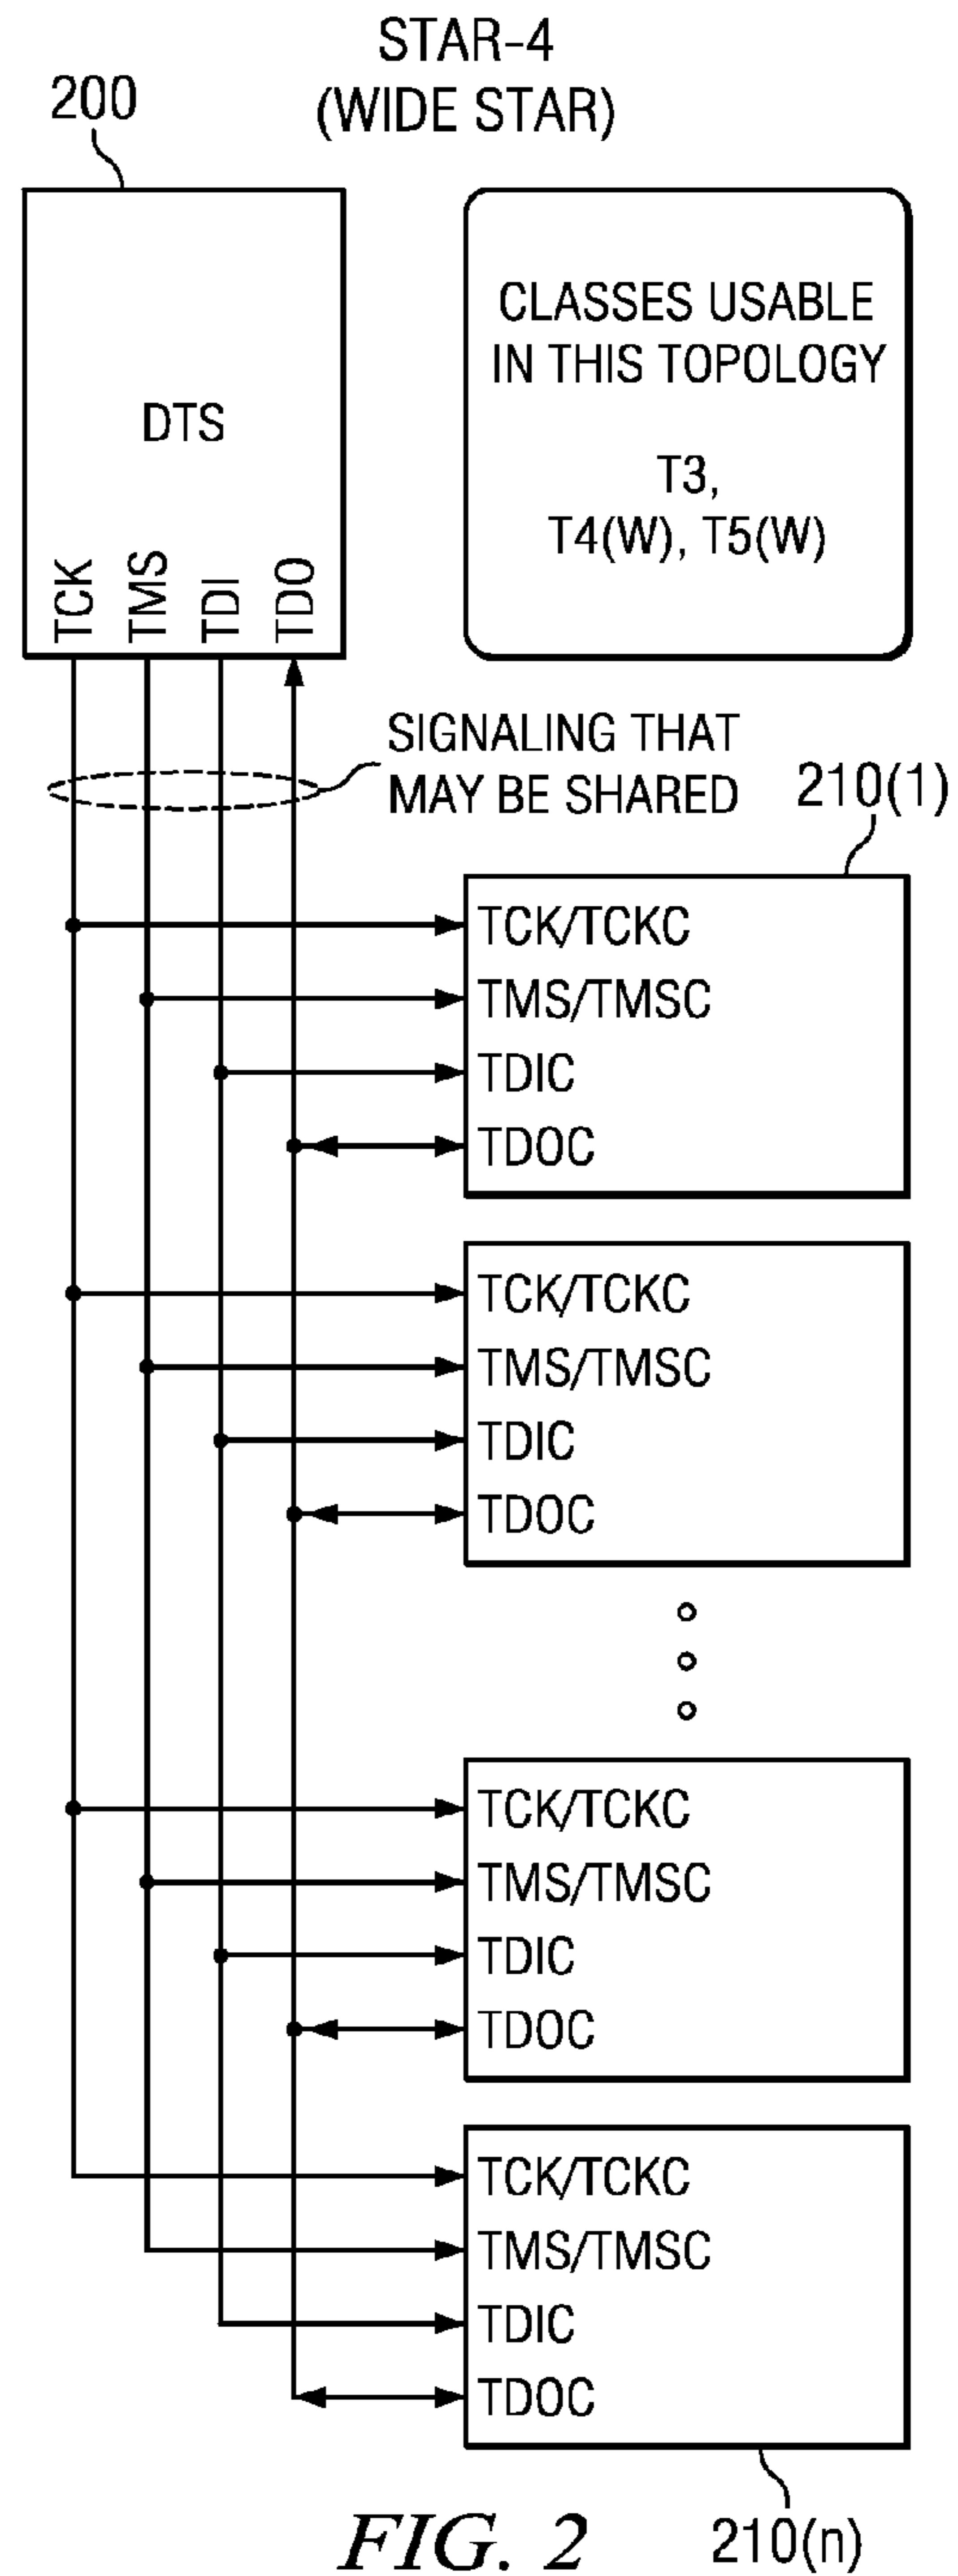 STAR-4
(WIDE STAR)
200
DTS
TCK
TMS
TDI
TDO
CLASSES USABLE
IN THIS TOPOLOGY
T3,
T4(W), T5(W)
SIGNALING THAT
MAY BE SHARED
210(1)
TCK/TCKC
TMS/TMSC
TDIC
TDOC
TCK/TCKC
TMS/TMSC
TDIC
TDOC
TCK/TCKC
TMS/TMSC
TDIC
TDOC
TCK/TCKC
TMS/TMSC
TDIC
TDOC
210(n)
FIG. 2